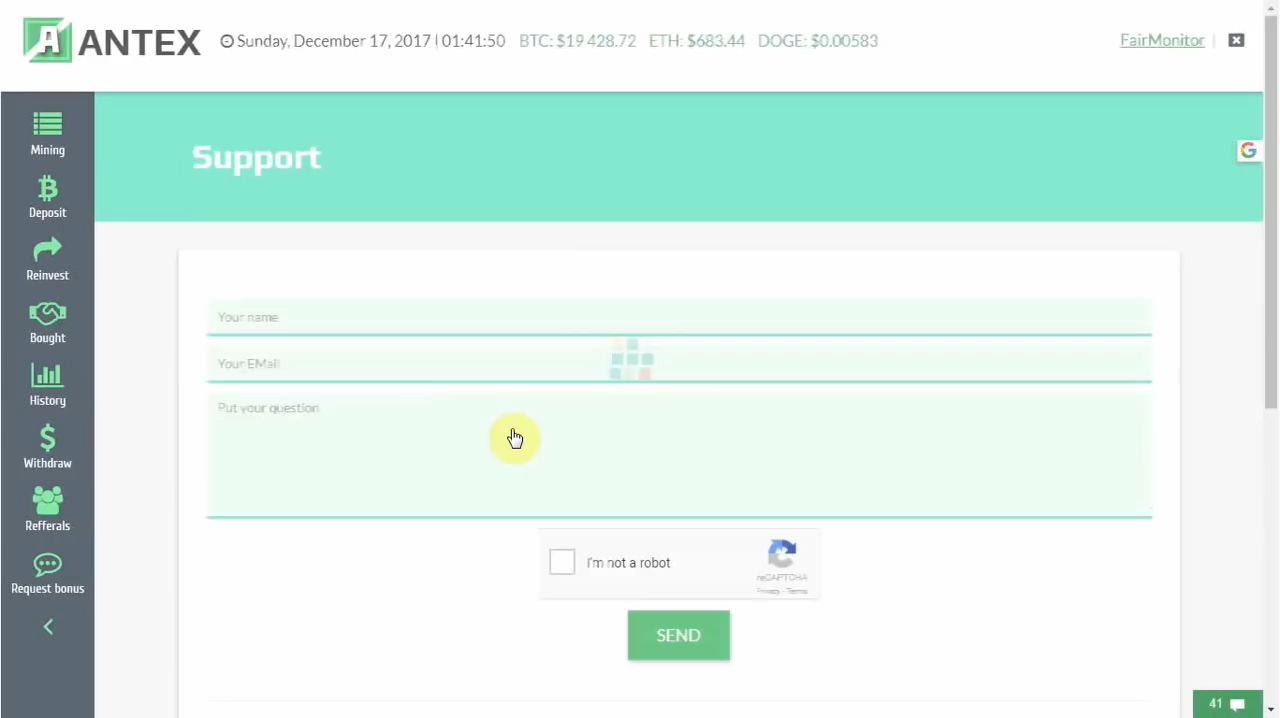 ANTEX
Sunday, December 17, 2017 | 01:41:50 BTC: $19 428.72 ETH: $683.44 DOGE: $0.00583
FairMonitor
Mining
Deposit
Reinvest
Bought
History
Withdraw
Refferals
Request bonus
Support
Your name
Your EMail
Put your question
I'm not a robot
reCAPTCHA
Privacy - Terms
SEND
41